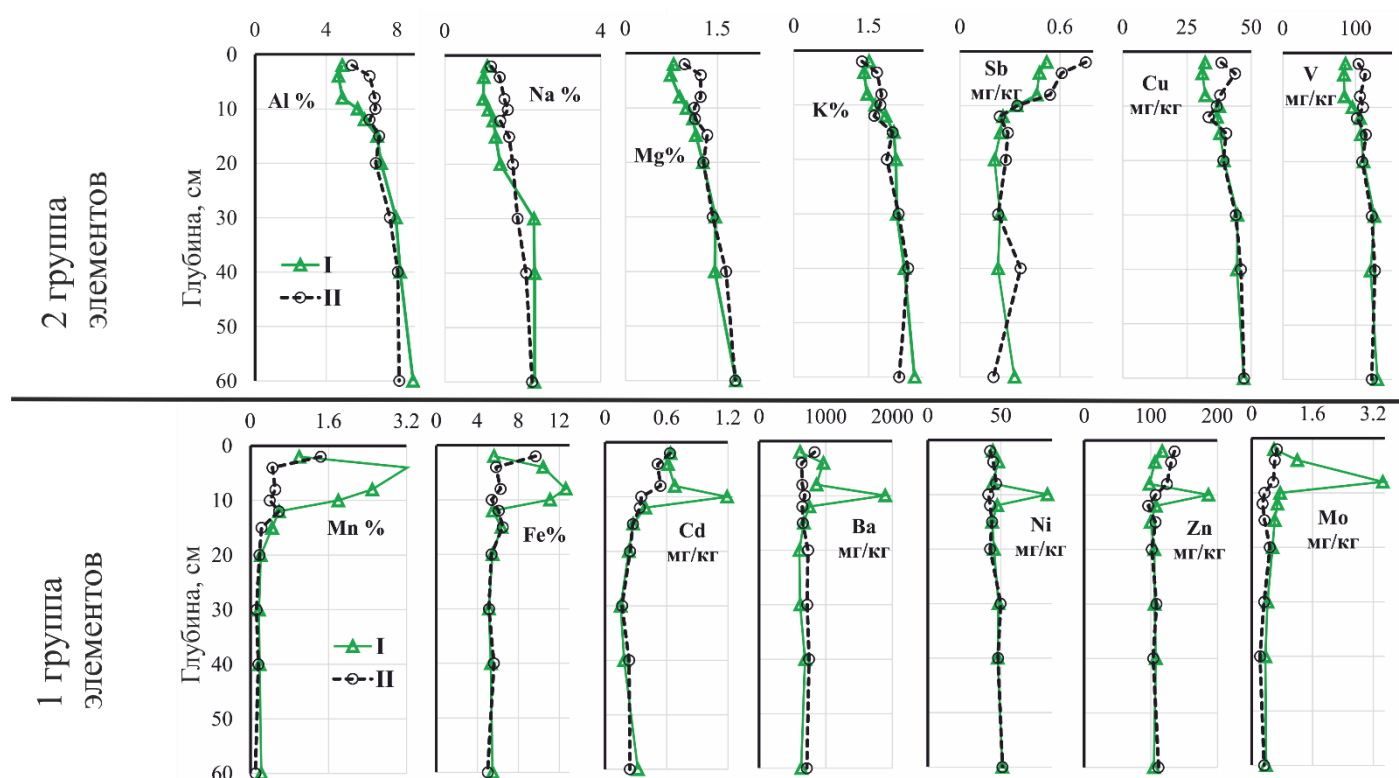 4 8
0 4
0 1.5
0 1.5
0 0.6
0 25 50
0 100
0
10
20
30
40
50
60
Глубина, см
2 группа
элементов
Al %
Na %
Mg%
K%
Sb
мг/кг
Cu
мг/кг
V
мг/кг
I
II
0 1.6 3.2
0 4 8 12
0 0.6 1.2
0 1000 2000
0 50
0 100 200
0 1.6 3.2
0
10
20
30
40
50
60
Глубина, см
1 группа
элементов
Mn %
Fe%
Cd
мг/кг
Ba
мг/кг
Ni
мг/кг
Zn
мг/кг
Mo
мг/кг
I
II